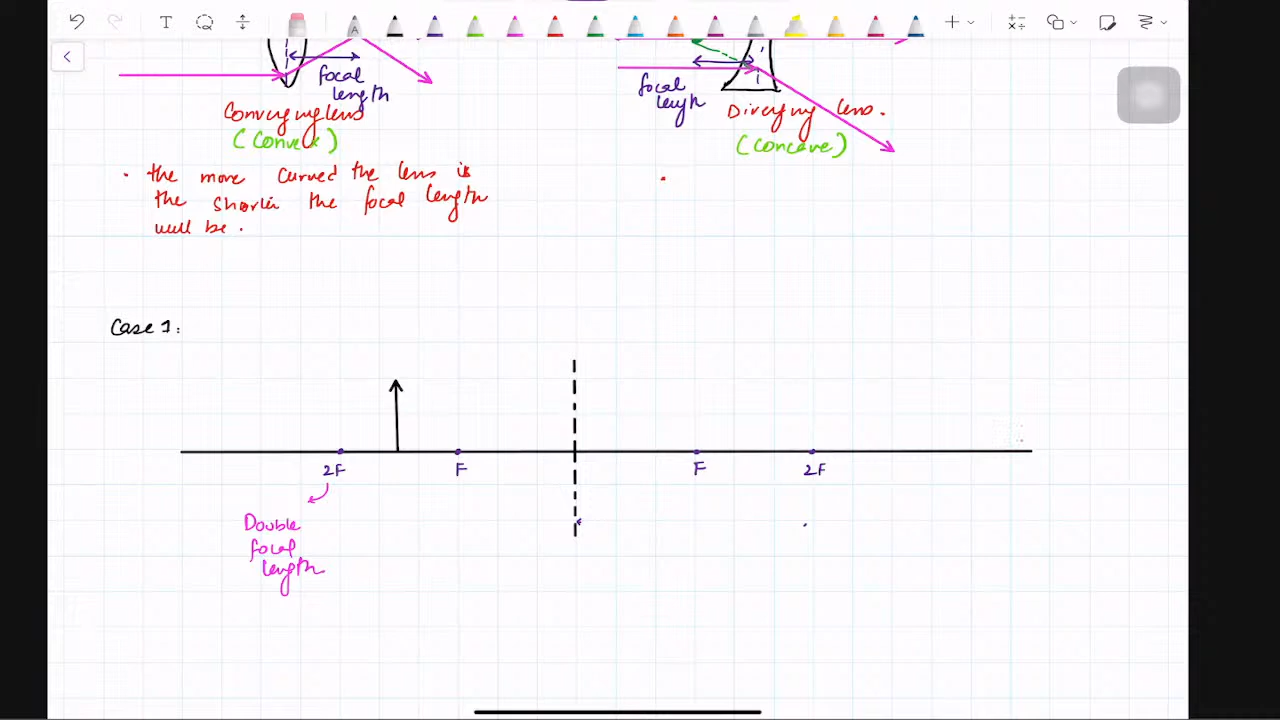 focal
length
Converging lens
(Convex)
focal
length
Diverging lens.
(concave)
· the more curved the lens is
the shorter the focal length
will be.
Case 1:
2F
F
F
2F
Double
focal
length